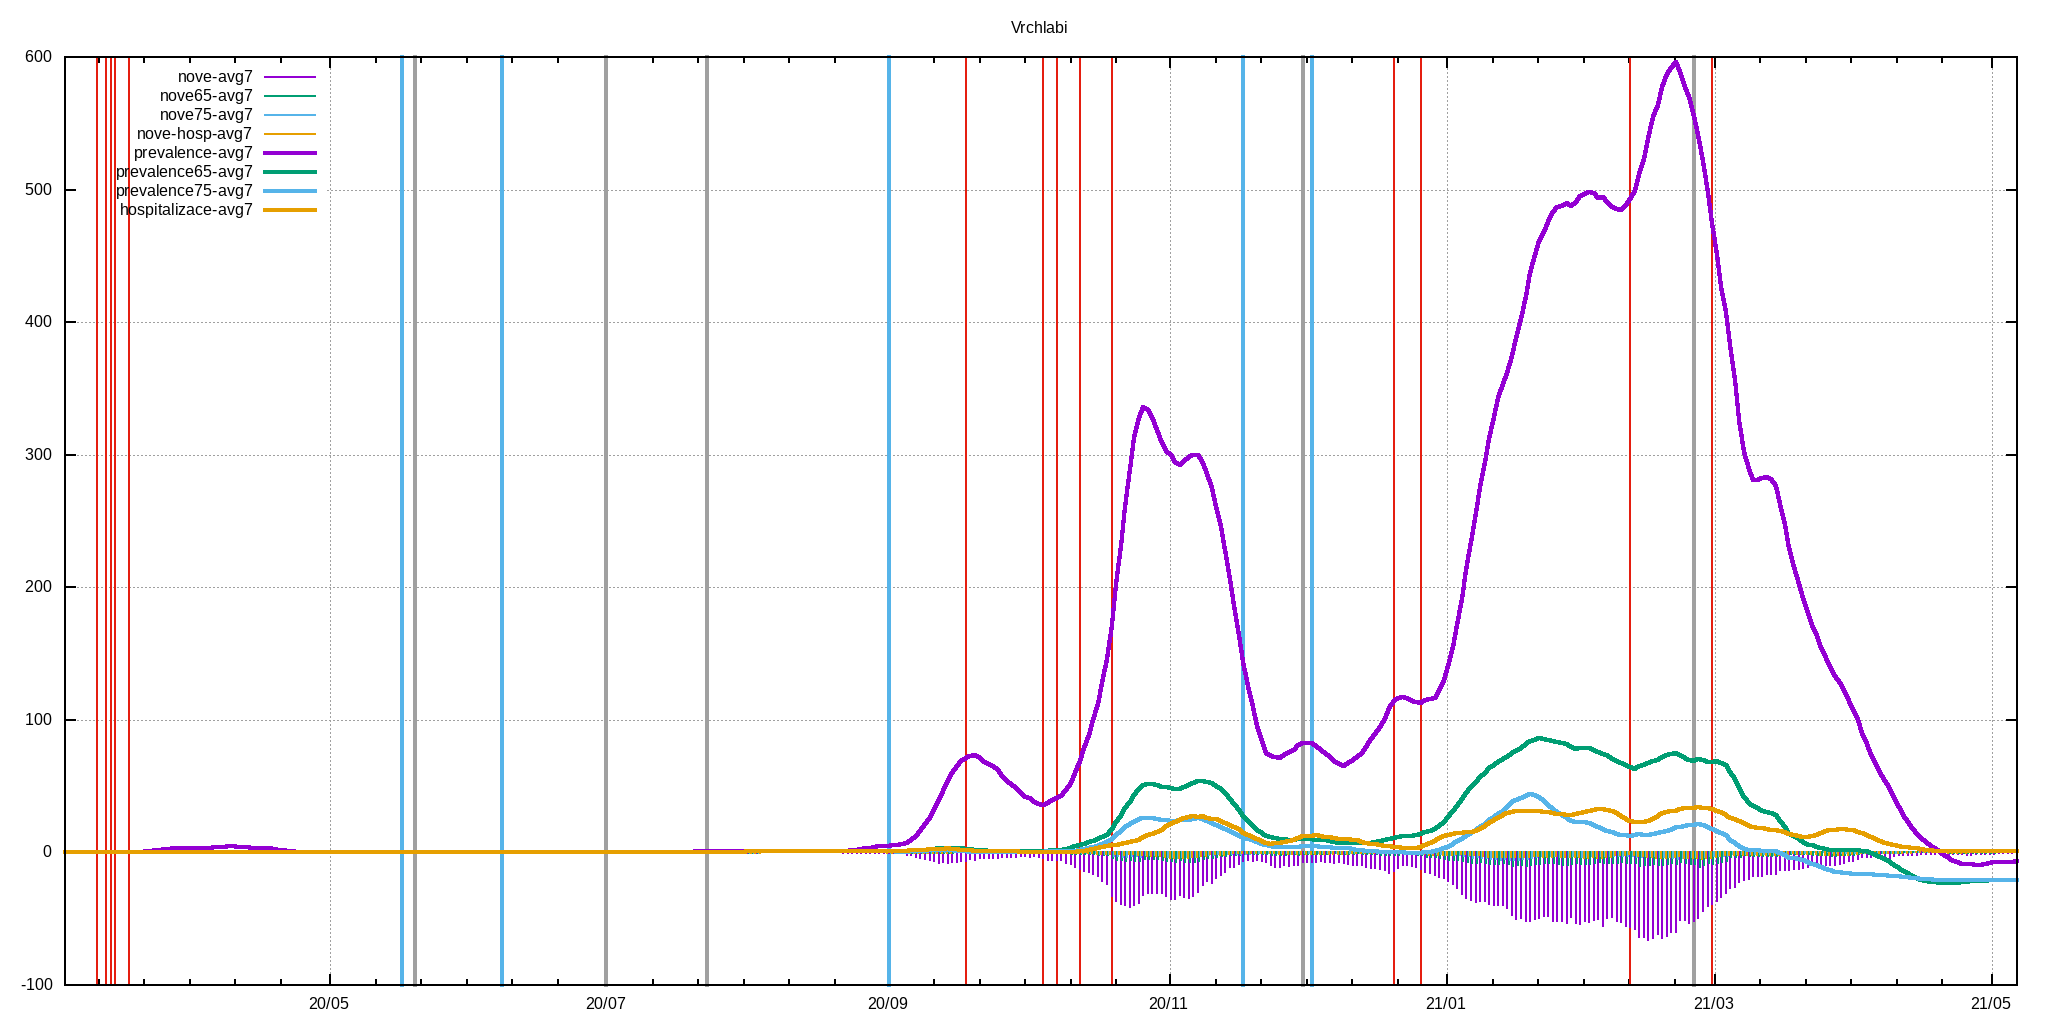 Vrchlabi
600
500
400
300
200
100
0
-100
nove-avg7
nove65-avg7
nove75-avg7
nove-hosp-avg7
prevalence-avg7
prevalence65-avg7
prevalence75-avg7
hospitalizace-avg7
20/05
20/07
20/09
20/11
21/01
21/03
21/05